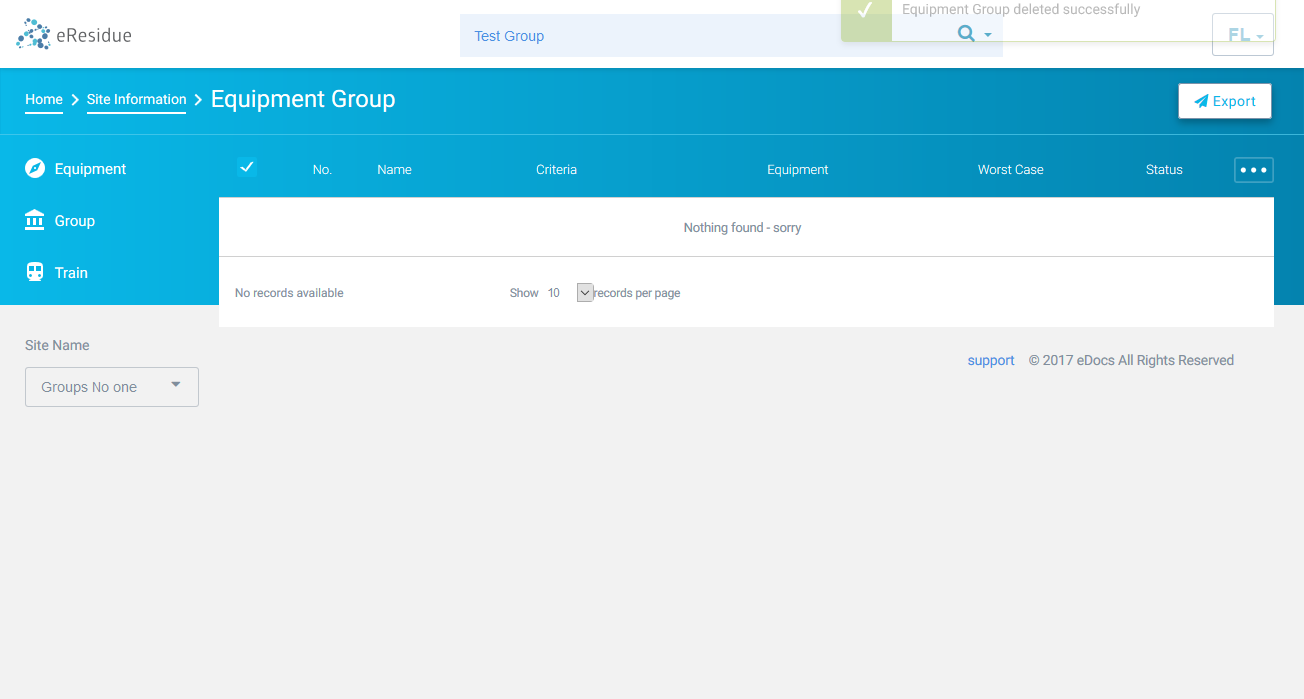 eResidue
Test Group
Equipment Group deleted successfully
FL
Home
Site Information
Equipment Group
Export
Equipment
Group
Train
No.
Name
Criteria
Equipment
Worst Case
Status
Nothing found - sorry
No records available
Show 10 records per page
Site Name
Groups No one
support
© 2017 eDocs All Rights Reserved